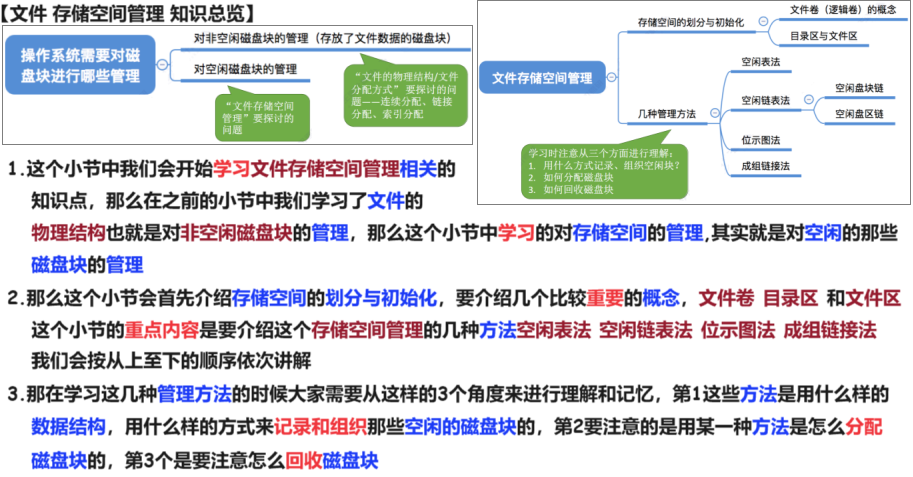 【文件 存储空间管理 知识总览】
操作系统需要对磁
盘块进行哪些管理
对非空闲磁盘块的管理（存放了文件数据的磁盘块）
对空闲磁盘块的管理
“文件存储空间
管理”要探讨的
问题
“文件的物理结构/文件
分配方式”要探讨的问
题——连续分配、链接
分配、索引分配
文件存储空间管理
存储空间的划分与初始化
文件卷（逻辑卷）的概念
目录区与文件区
几种管理方法
空闲表法
空闲链表法
空闲盘块链
空闲盘区链
位示图法
成组链接法
学习时注意从三个方面进行理解：
1. 用什么方式记录、组织空闲块？
2. 如何分配磁盘块
3. 如何回收磁盘块
1.这个小节中我们会开始学习文件存储空间管理相关的
知识点，那么在之前的小节中我们学习了文件的
物理结构也就是对非空闲磁盘块的管理，那么这个小节中学习的对存储空间的管理,其实就是对空闲的那些
磁盘块的管理
2.那么这个小节会首先介绍存储空间的划分与初始化，要介绍几个比较重要的概念，文件卷 目录区 和文件区
这个小节的重点内容是要介绍这个存储空间管理的几种方法空闲表法 空闲链表法 位示图法 成组链接法
我们会按从上至下的顺序依次讲解
3.那在学习这几种管理方法的时候大家需要从这样的3个角度来进行理解和记忆，第1这些方法是用什么样的
数据结构，用什么样的方式来记录和组织那些空闲的磁盘块的，第2要注意的是用某一种方法是怎么分配
磁盘块的，第3个是要注意怎么回收磁盘块